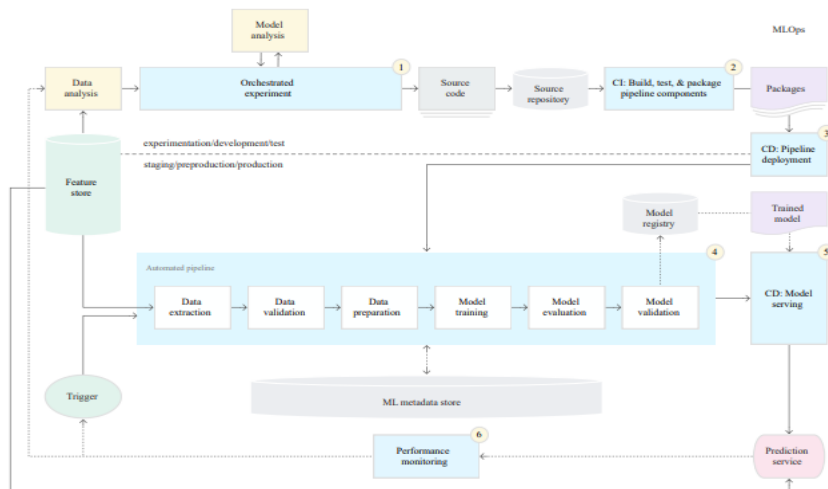 Model
analysis
MLOps
Data
analysis
1
Orchestrated
experiment
Source
code
Source
repository
2
CI: Build, test, & package
pipeline components
Packages
experimentation/development/test
staging/preproduction/production
3
CD: Pipeline
deployment
Feature
store
Model
registry
Trained
model
4
Automated pipeline
5
CD: Model
serving
Data
extraction
Data
validation
Data
preparation
Model
training
Model
evaluation
Model
validation
Trigger
ML metadata store
6
Performance
monitoring
Prediction
service